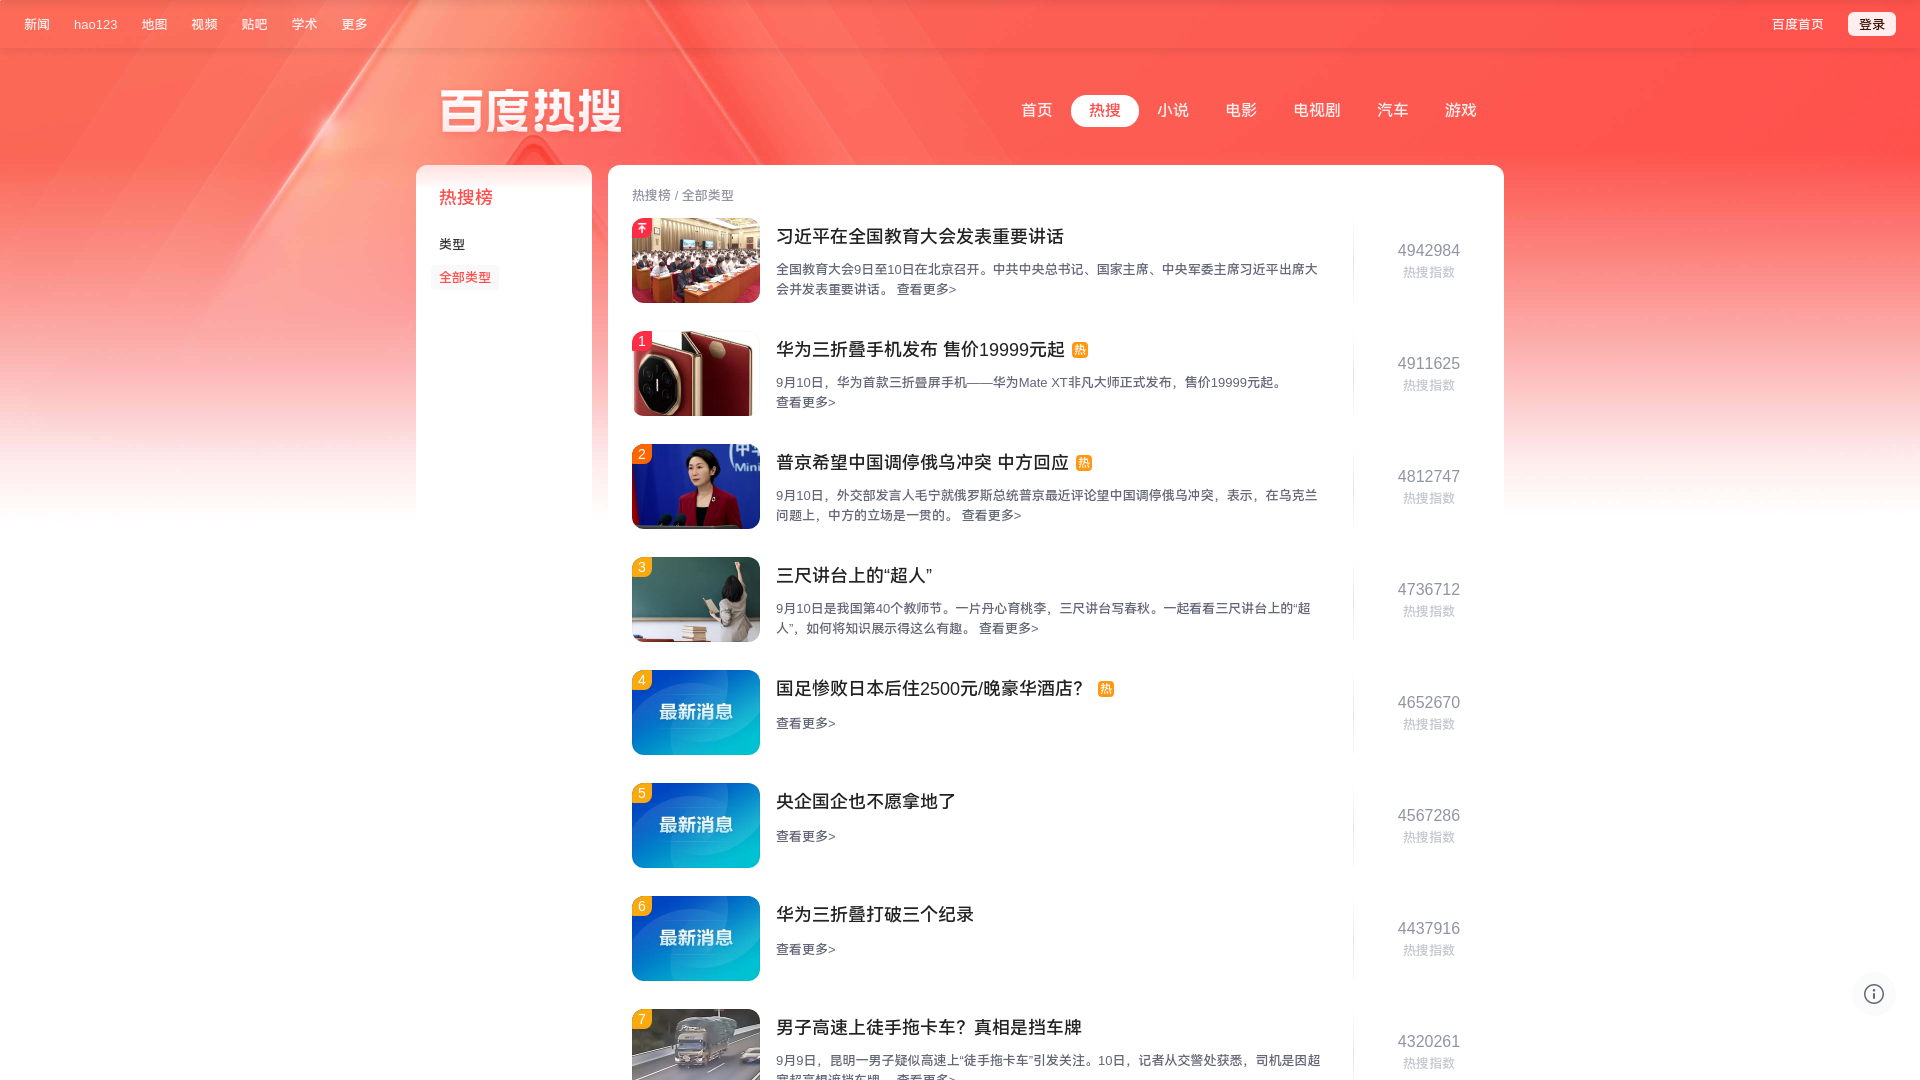 新闻 hao123 地图 视频 贴吧 学术 更多 百度首页 登录
百度热搜
首页 热搜 小说 电影 电视剧 汽车 游戏
热搜榜
类型
全部类型
热搜榜 / 全部类型
习近平在全国教育大会发表重要讲话
全国教育大会9日至10日在北京召开。中共中央总书记、国家主席、中央军委主席习近平出席大
会并发表重要讲话。 查看更多>
4942984
热搜指数
1
华为三折叠手机发布 售价19999元起 热
9月10日，华为首款三折叠屏手机——华为Mate XT非凡大师正式发布，售价19999元起。
查看更多>
4911625
热搜指数
2
普京希望中国调停俄乌冲突 中方回应 热
9月10日，外交部发言人毛宁就俄罗斯总统普京最近评论望中国调停俄乌冲突，表示，在乌克兰
问题上，中方的立场是一贯的。 查看更多>
4812747
热搜指数
3
三尺讲台上的“超人”
9月10日是我国第40个教师节。一片丹心育桃李，三尺讲台写春秋。一起看看三尺讲台上的“超
人”，如何将知识展示得这么有趣。 查看更多>
4736712
热搜指数
4
最新消息
国足惨败日本后住2500元/晚豪华酒店？ 热
查看更多>
4652670
热搜指数
5
最新消息
央企国企也不愿拿地了
查看更多>
4567286
热搜指数
6
最新消息
华为三折叠打破三个纪录
查看更多>
4437916
热搜指数
7
男子高速上徒手拖卡车？真相是挡车牌
9月9日，昆明一男子疑似高速上“徒手拖卡车”引发关注。10日，记者从交警处获悉，司机是因超
宽超高想遮挡车牌。 查看更多>
4320261
热搜指数